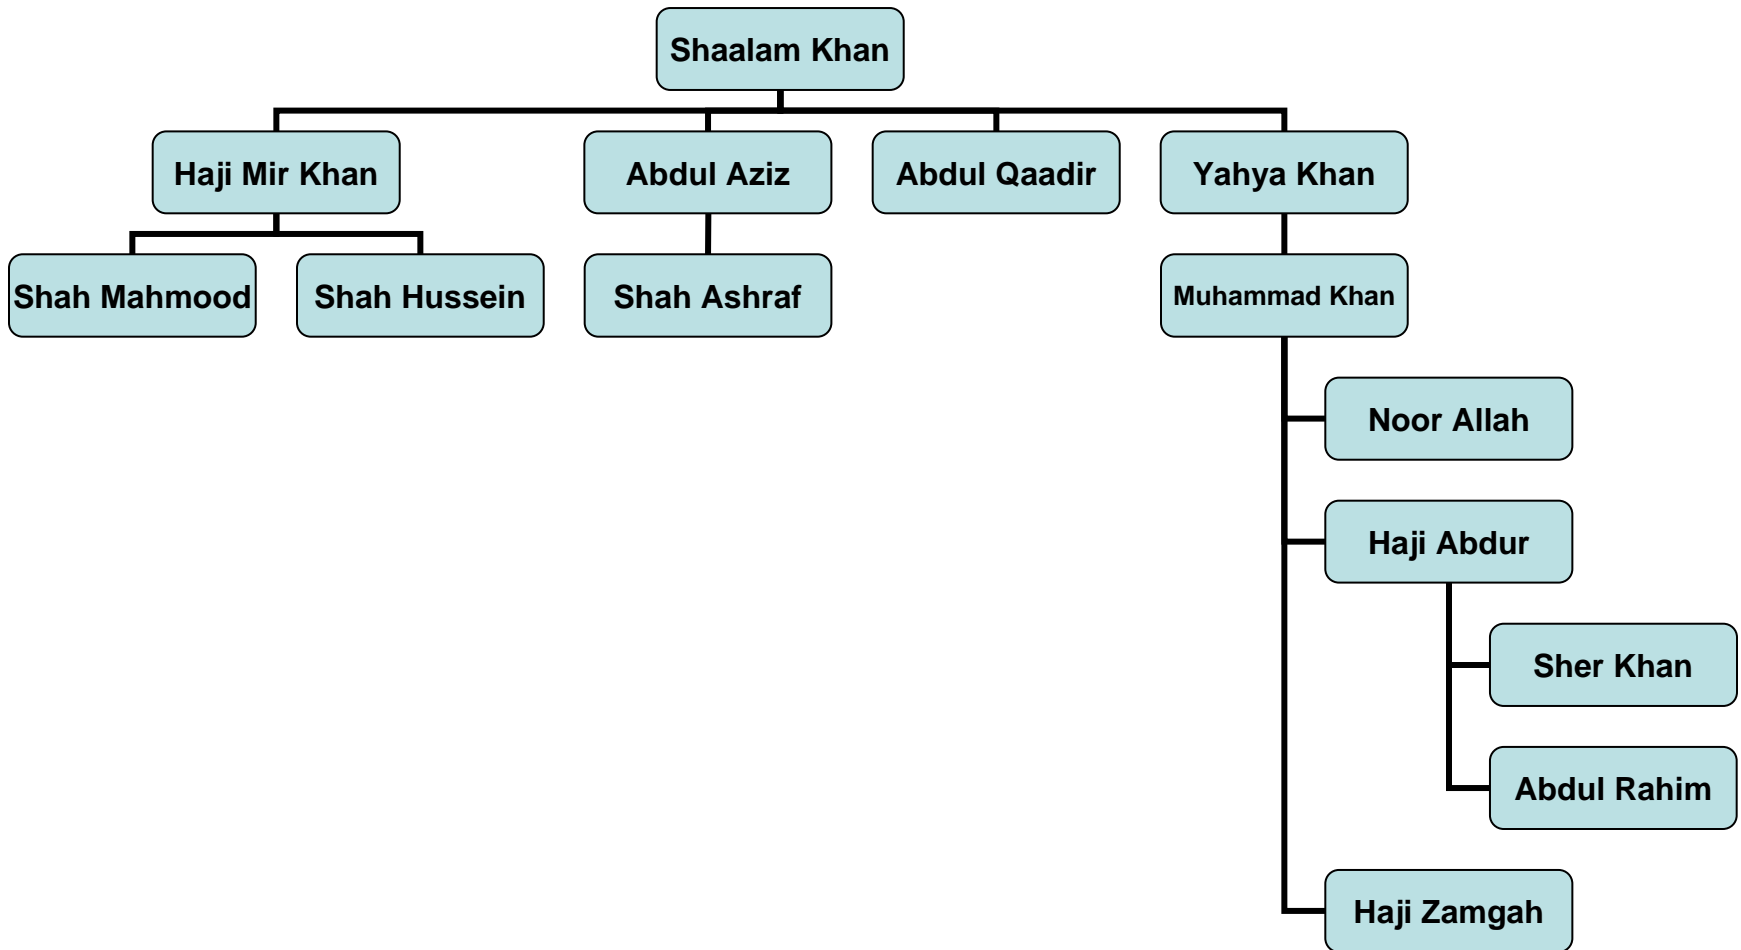 Shaalam Khan
Haji Mir Khan
Abdul Aziz
Abdul Qaadir
Yahya Khan
Shah Mahmood
Shah Hussein
Shah Ashraf
Muhammad Khan
Noor Allah
Haji Abdur
Sher Khan
Abdul Rahim
Haji Zamgah